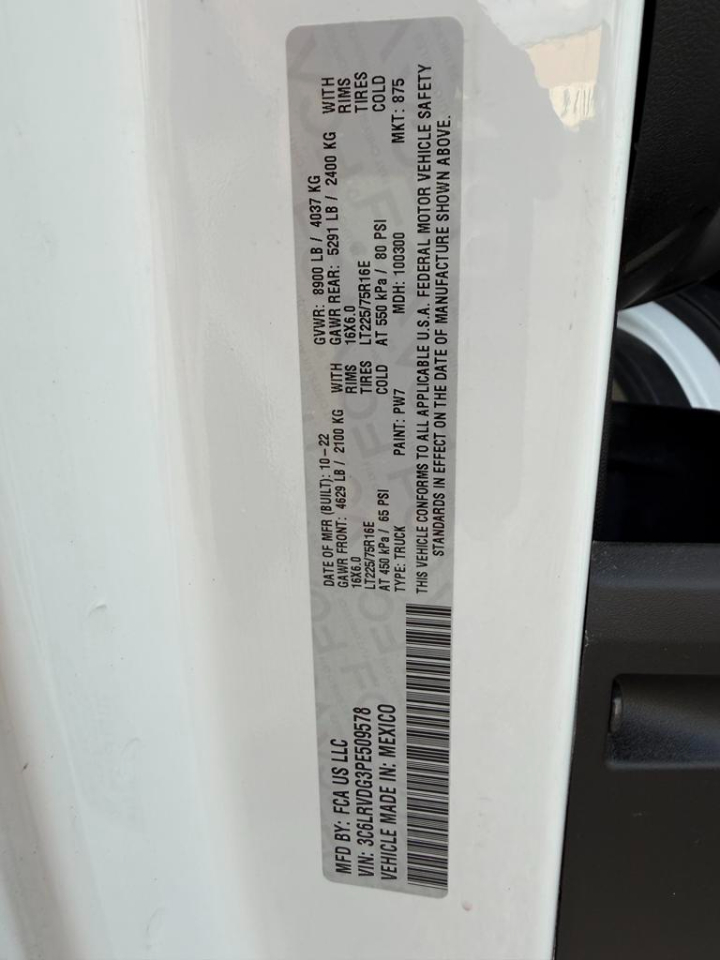 MFD BY: FCA US LLC
VIN: 3C6LRVDG3PE509578
VEHICLE MADE IN: MEXICO
DATE OF MFR (BUILT): 10-22 GVWR: 8900 LB / 4037 KG
GAWR FRONT: 4629 LB / 2100 KG WITH GAWR REAR: 5291 LB / 2400 KG WITH
16X6.0 RIMS 16X6.0 RIMS
LT225/75R16E TIRES LT225/75R16E TIRES
AT 450 kPa / 65 PSI COLD AT 550 kPa / 80 PSI COLD
TYPE: TRUCK PAINT: PW7 MDH: 100300 MKT: 875
THIS VEHICLE CONFORMS TO ALL APPLICABLE U.S.A. FEDERAL MOTOR VEHICLE SAFETY
STANDARDS IN EFFECT ON THE DATE OF MANUFACTURE SHOWN ABOVE.